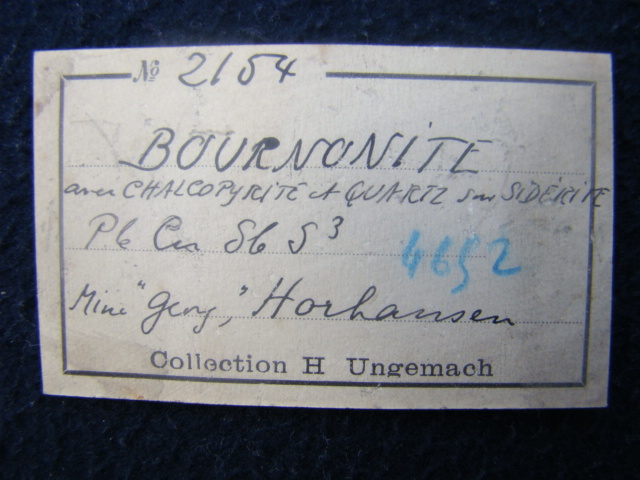 № 2154
BOURNONITE
avec CHALCOPYRITE et QUARTZ sur SIDÉRITE
Pb Cu Sb S³
4652
Mine "Georg", Horhausen
Collection H Ungemach